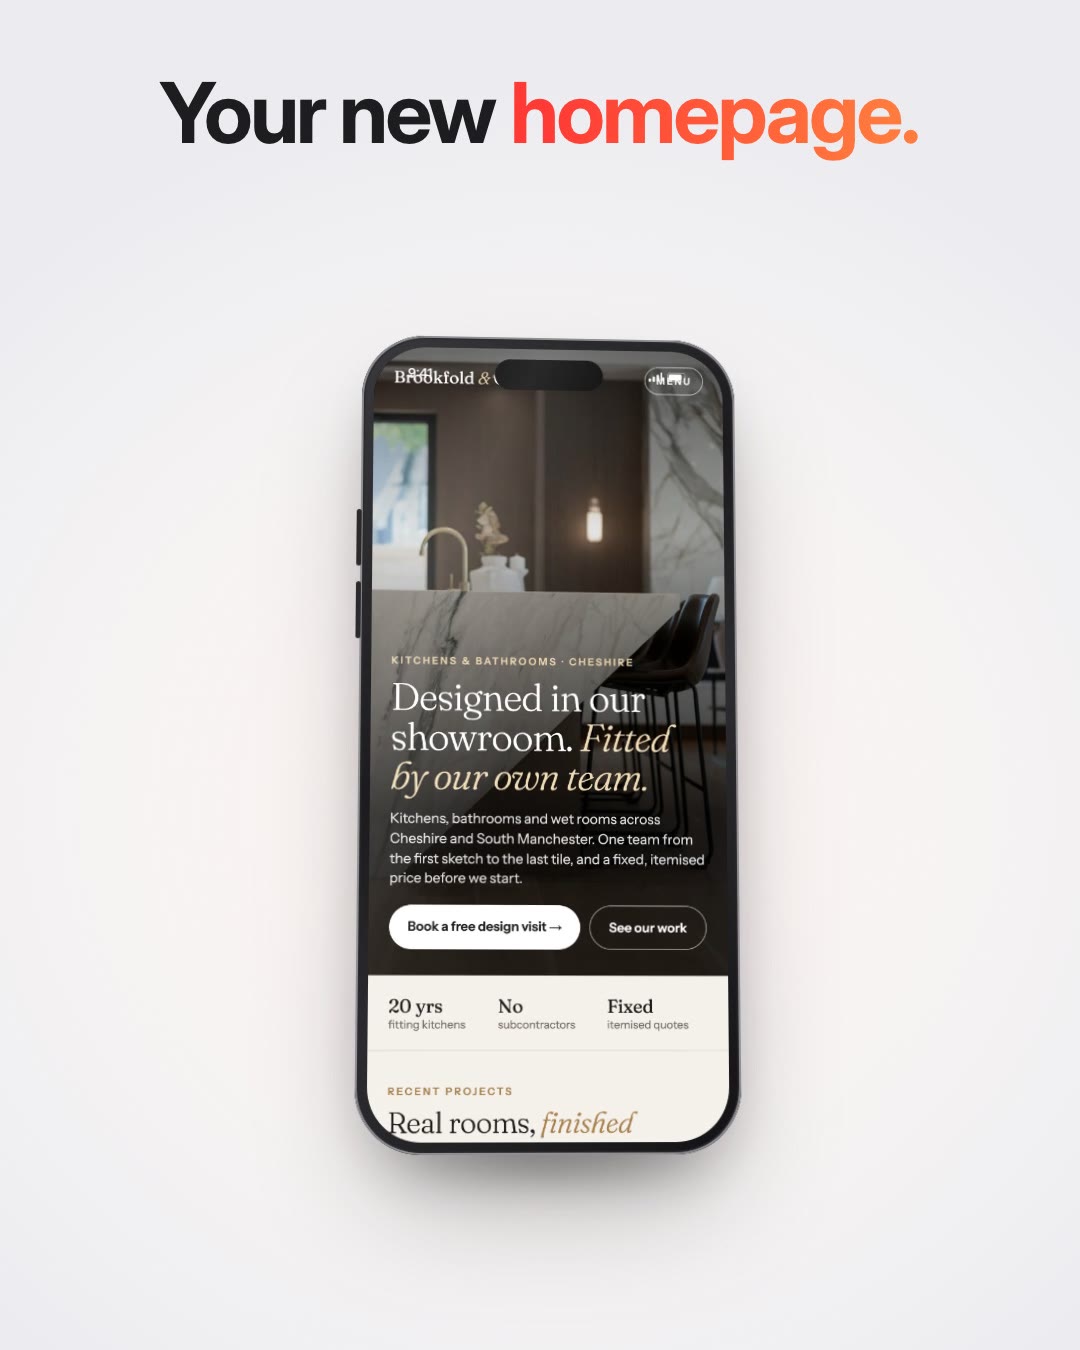 Your new homepage.
9:41
Brookfold &
MENU
KITCHENS & BATHROOMS · CHESHIRE
Designed in our
showroom. Fitted
by our own team.
Kitchens, bathrooms and wet rooms across
Cheshire and South Manchester. One team from
the first sketch to the last tile, and a fixed, itemised
price before we start.
Book a free design visit →
See our work
20 yrs
fitting kitchens
No
subcontractors
Fixed
itemised quotes
RECENT PROJECTS
Real rooms, finished